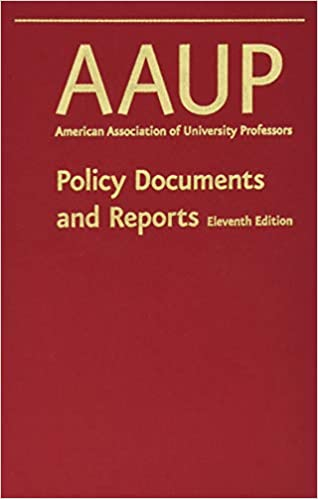 AAUP
American Association of University Professors
Policy Documents
and Reports Eleventh Edition